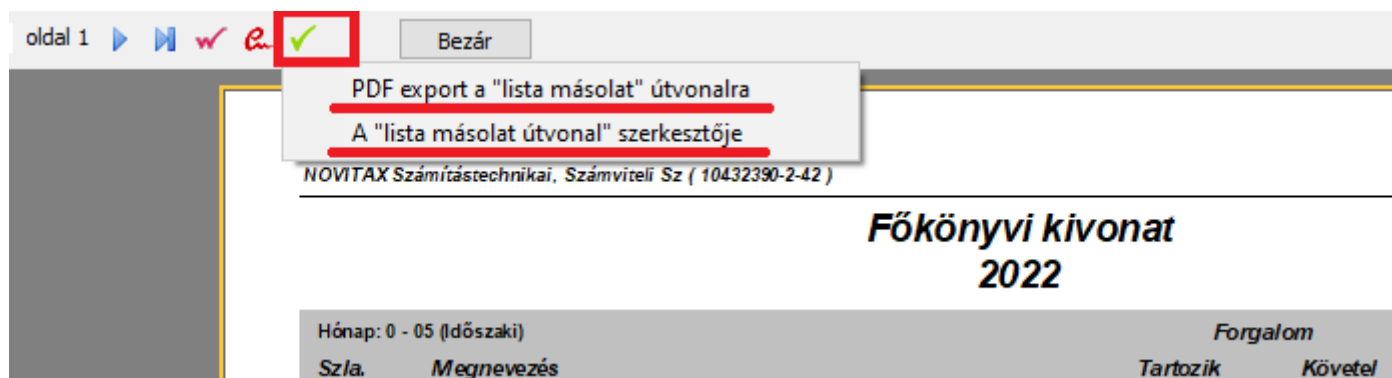 oldal 1
Bezár
PDF export a "lista másolat" útvonalra
A "lista másolat útvonal" szerkesztője
NOVITAX Számítástechnikai, Számviteli Sz ( 10432390-2-42 )
Főkönyvi kivonat
2022
Hónap: 0 - 05 (Időszaki) Forgalom
Szla. Megnevezés Tartozik Követel